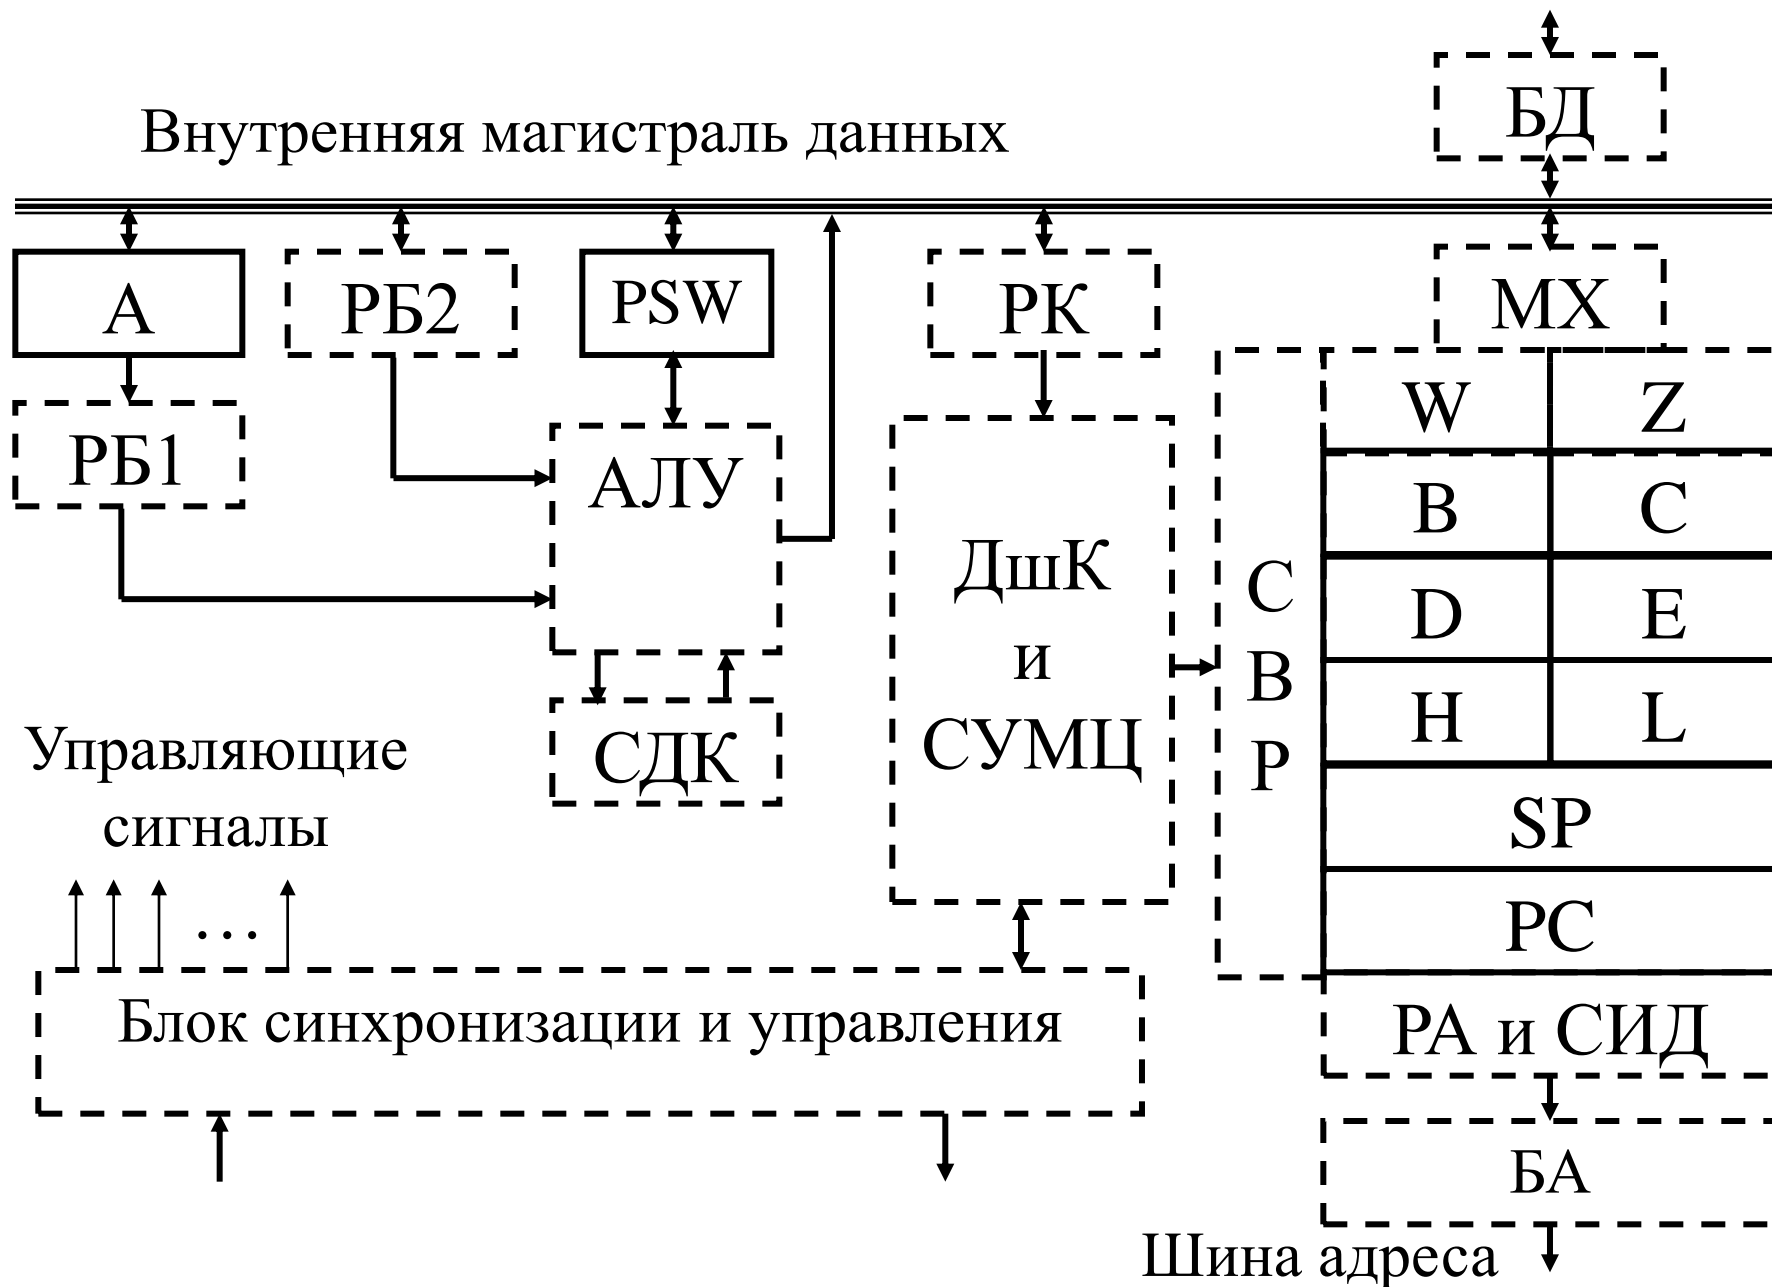 БД
Внутренняя магистраль данных
А
РБ2
PSW
РК
МХ
РБ1
АЛУ
W
Z
B
C
ДшК
и
СУМЦ
С
В
Р
D
E
H
L
СДК
Управляющие
сигналы
SP
...
PC
Блок синхронизации и управления
РА и СИД
БА
Шина адреса